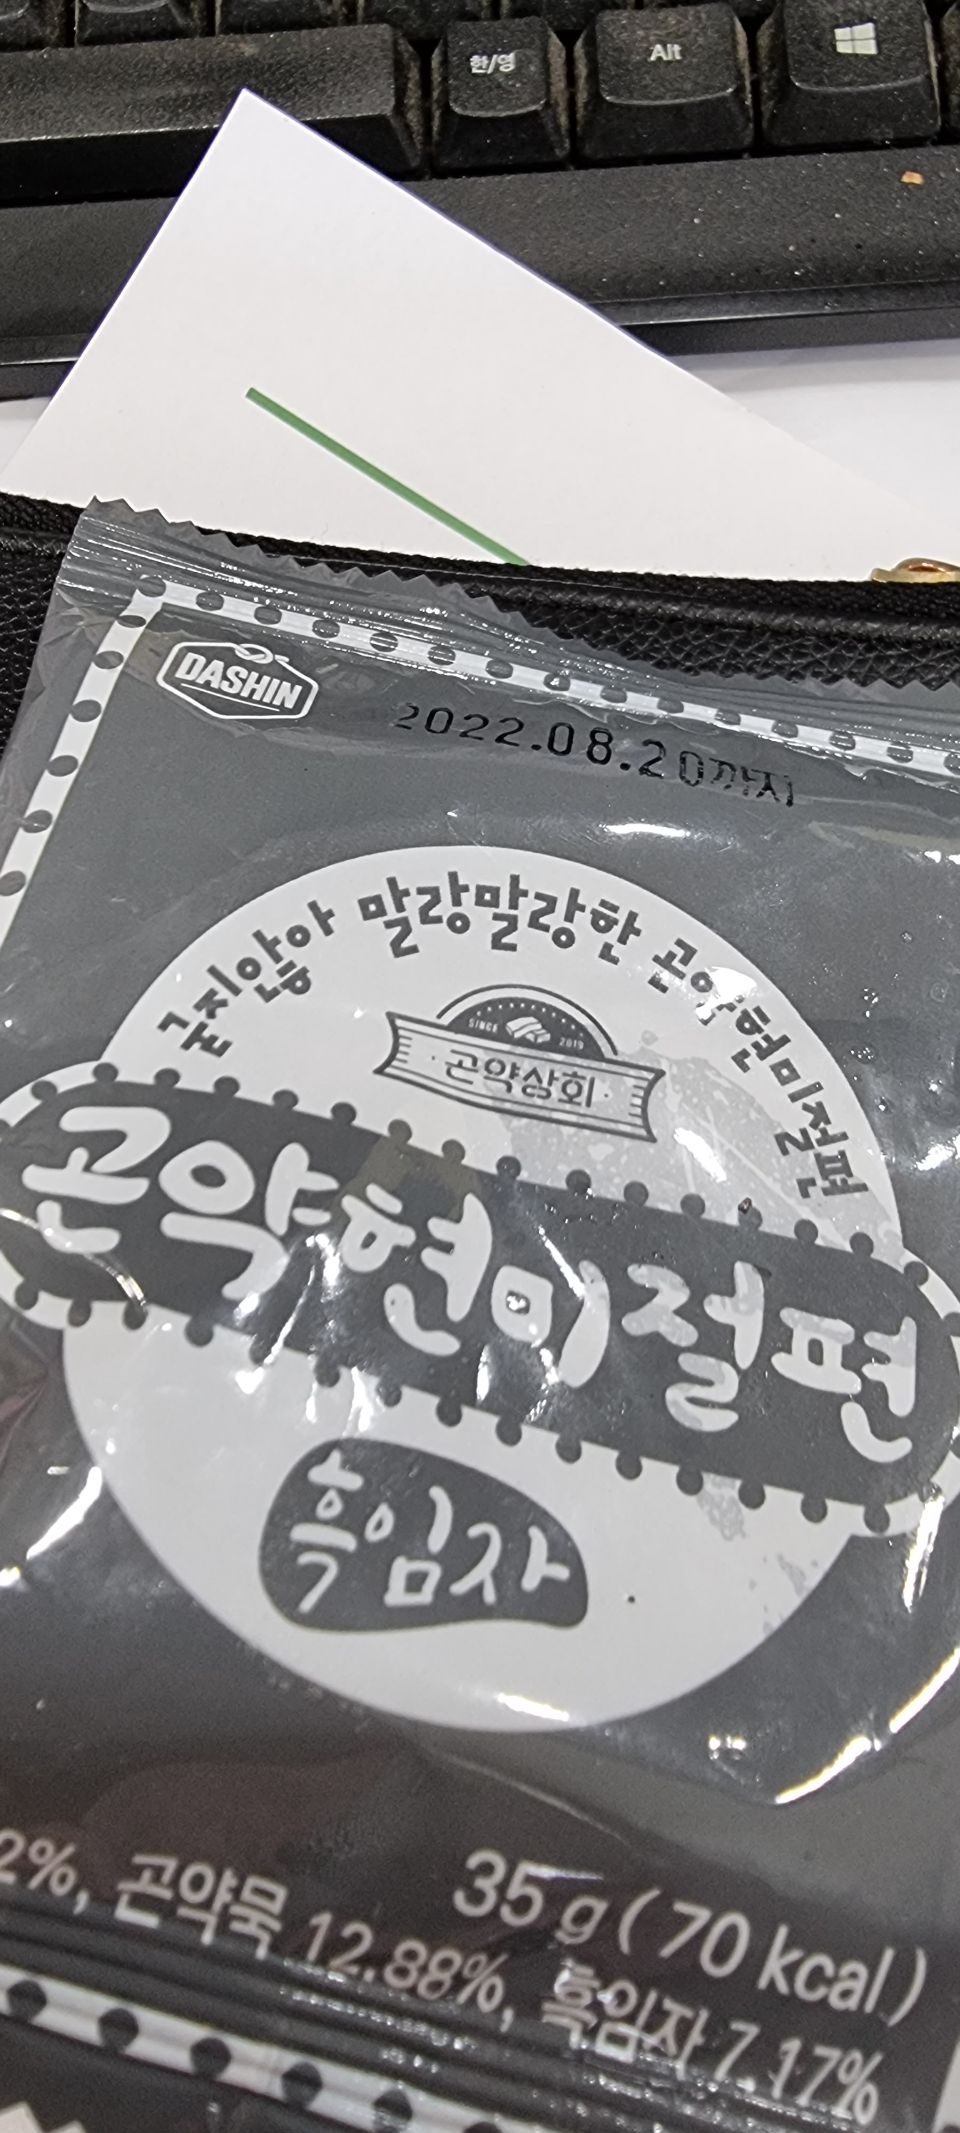 한/영
Alt
DASHIN
2022.08.20까지
굳지않아 말랑말랑한 곤약현미절편
SINCE 2019
곤약상회
곤약현미절편
흑임자
35 g ( 70 kcal )
2%, 곤약묵 12.88%, 흑임자 7.17%